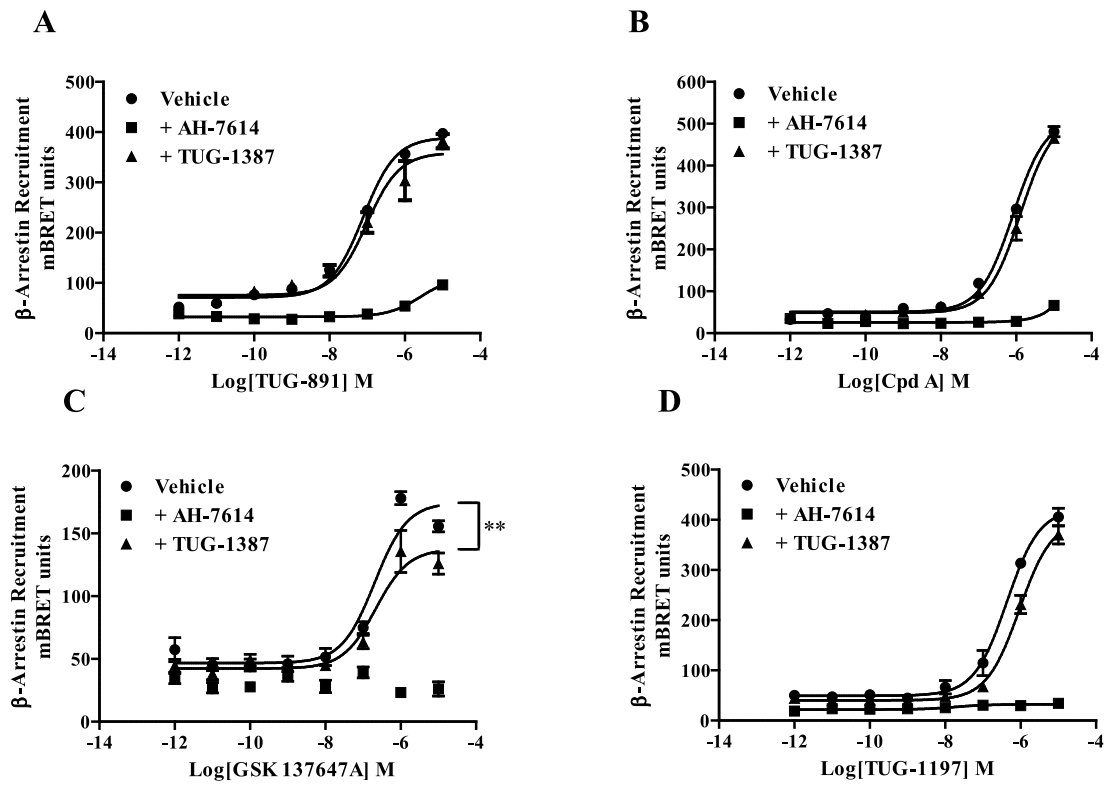 A
500
400
300
200
100
0
-14
-12
-10
-8
-6
-4
β-Arrestin Recruitment
mBRET units
Log[TUG-891] M
Vehicle
+ AH-7614
+ TUG-1387
B
600
500
400
300
200
100
0
-14
-12
-10
-8
-6
-4
β-Arrestin Recruitment
mBRET units
Log[Cpd A] M
Vehicle
+ AH-7614
+ TUG-1387
C
200
150
100
50
0
-14
-12
-10
-8
-6
-4
β-Arrestin Recruitment
mBRET units
Log[GSK137647A] M
Vehicle
+ AH-7614
+ TUG-1387
**
D
500
400
300
200
100
0
-14
-12
-10
-8
-6
-4
β-Arrestin Recruitment
mBRET units
Log[TUG-1197] M
Vehicle
+ AH-7614
+ TUG-1387